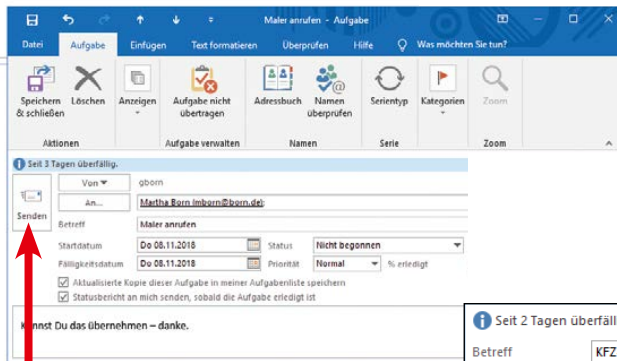 Maler anrufen - Aufgabe
Datei Aufgabe Einfügen Text formatieren Überprüfen Hilfe Was möchten Sie tun?
Speichern & schließen
Löschen
Anzeigen
Aufgabe nicht übertragen
Adressbuch
Namen überprüfen
Serientyp
Kategorien
Zoom
Aktionen Aufgabe verwalten Namen Serie Zoom
Seit 3 Tagen überfällig.
Senden
Von gborn
An... Martha Born (mborn@born.de);
Betreff Maler anrufen
Startdatum Do 08.11.2018 Status Nicht begonnen
Fälligkeitsdatum Do 08.11.2018 Priorität Normal % erledigt
Aktualisierte Kopie dieser Aufgabe in meiner Aufgabenliste speichern
Statusbericht an mich senden, sobald die Aufgabe erledigt ist
Du das übernehmen – danke.
Seit 2 Tagen
Betreff KFZ